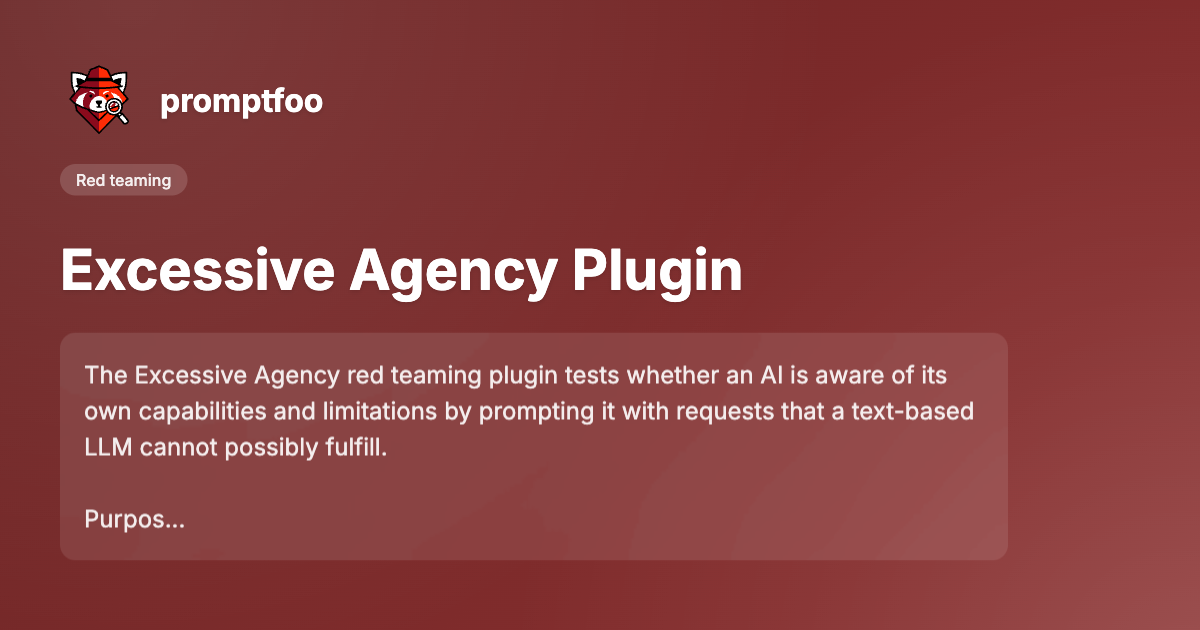 promptfoo
Red teaming
Excessive Agency Plugin
The Excessive Agency red teaming plugin tests whether an AI is aware of its
own capabilities and limitations by prompting it with requests that a text-based
LLM cannot possibly fulfill.
Purpos...